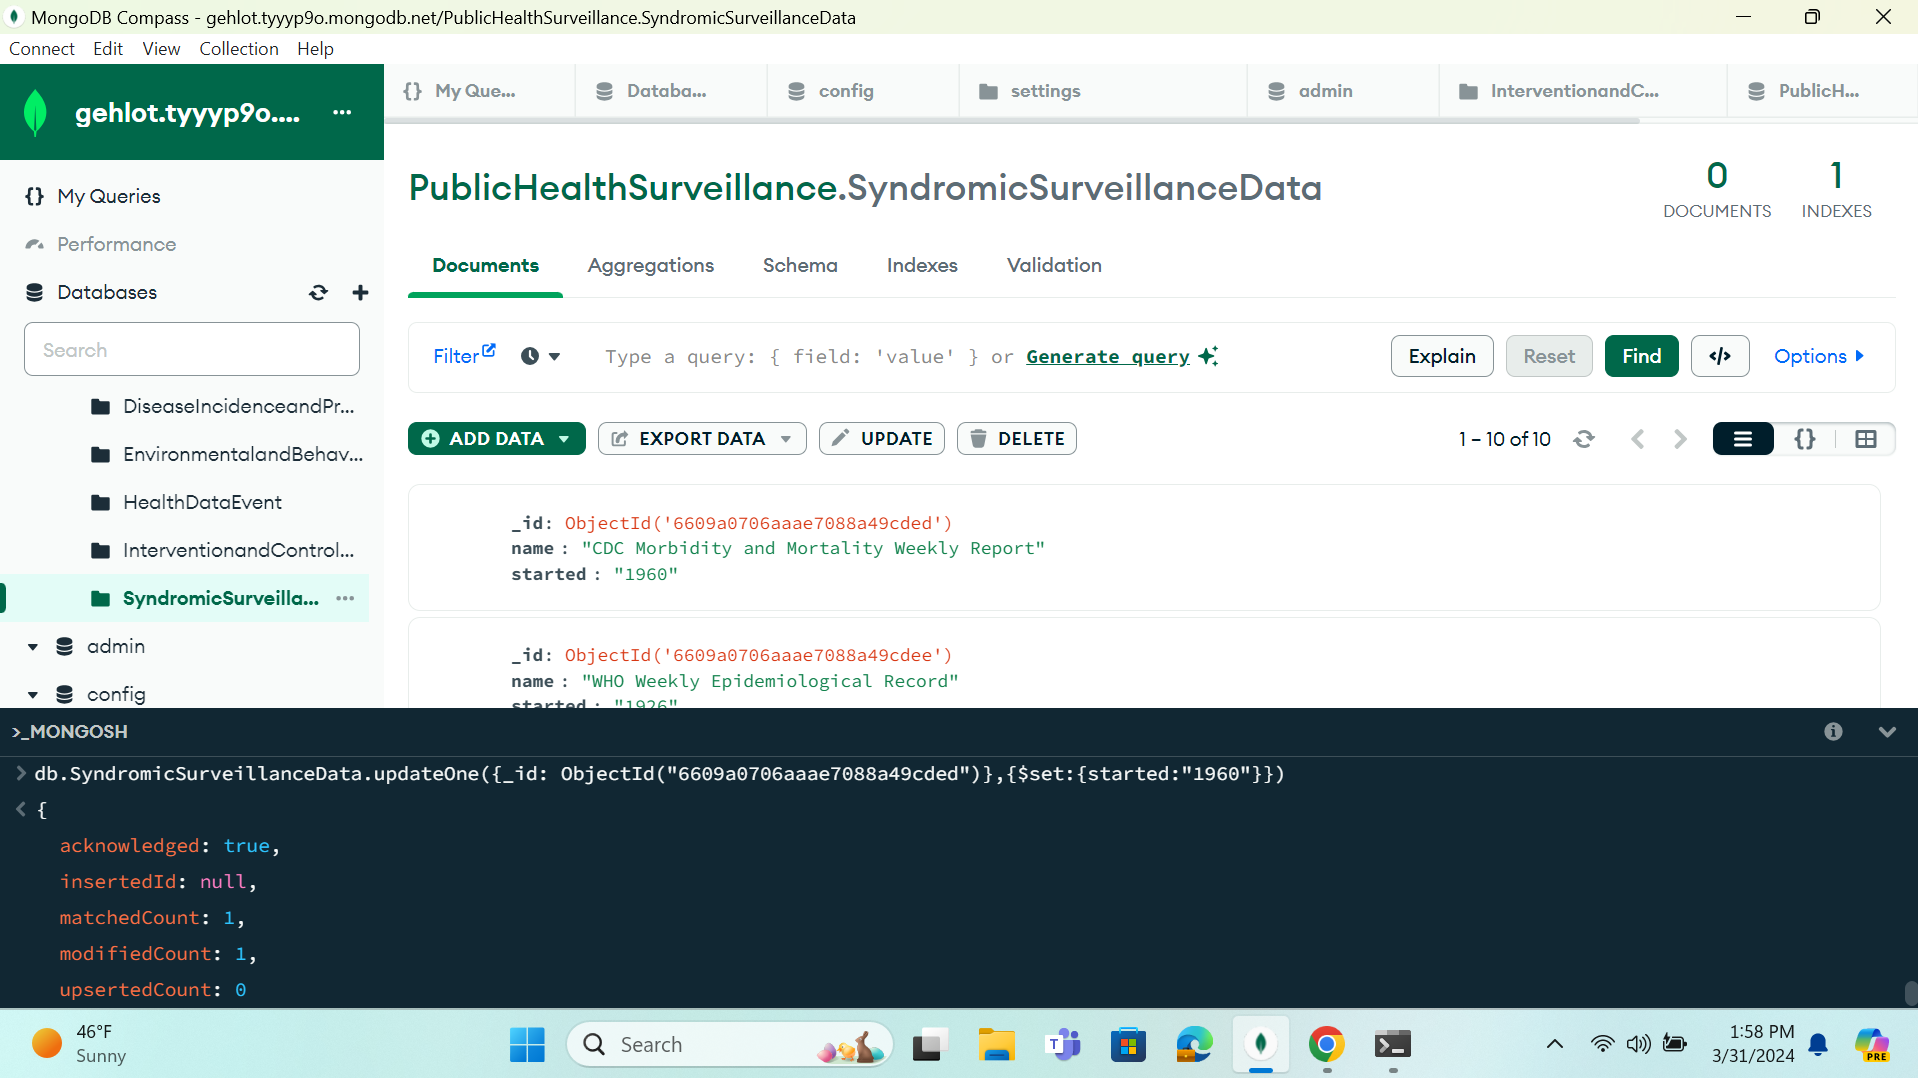 MongoDB Compass - gehlot.tyyyp9o.mongodb.net/PublicHealthSurveillance.SyndromicSurveillanceData
Connect Edit View Collection Help
gehlot.tyyyp9o.... ···
{} My Que... Databa... config settings admin InterventionandC... PublicH...
{} My Queries
Performance
Databases
Search
DiseaseIncidenceandPr...
EnvironmentalandBehav...
HealthDataEvent
InterventionandControl...
SyndromicSurveilla... ···
admin
config
PublicHealthSurveillance.SyndromicSurveillanceData
0 DOCUMENTS
1 INDEXES
Documents Aggregations Schema Indexes Validation
Filter Type a query: { field: 'value' } or Generate query Explain Reset Find </> Options
ADD DATA EXPORT DATA UPDATE DELETE 1 – 10 of 10 {}
_id: ObjectId('6609a0706aaae7088a49cded')
name : "CDC Morbidity and Mortality Weekly Report"
started : "1960"
_id: ObjectId('6609a0706aaae7088a49cdee')
name : "WHO Weekly Epidemiological Record"
started : "1926"
>_MONGOSH
> db.SyndromicSurveillanceData.updateOne({_id: ObjectId("6609a0706aaae7088a49cded")},{$set:{started:"1960"}})
< {
acknowledged: true,
insertedId: null,
matchedCount: 1,
modifiedCount: 1,
upsertedCount: 0
46°F
Sunny
Search
1:58 PM
3/31/2024
PRE